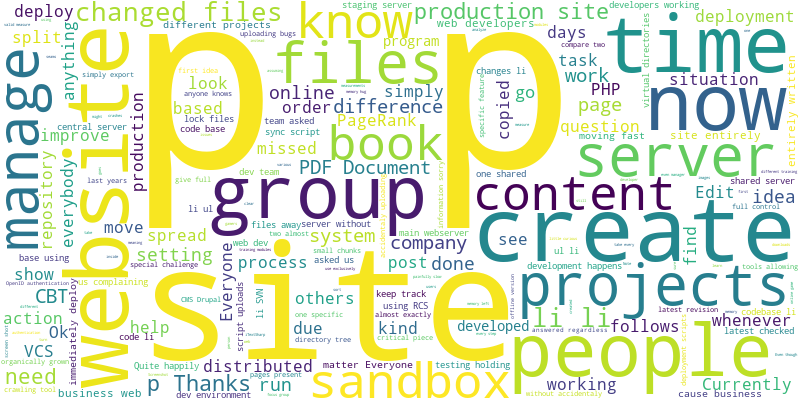 deploy
changed files
different projects
uploading bugs
know
staging server
production site
web developers
developers working
deployment
split
anything
simply export
first idea
anyone knows
files
program
days
compare two
task
work
virtual directories
time
now
manage
website
p p
look
based
online
order
difference
changes li
simply
specific feature
copied
go
PHP
page
situation
question
moving fast
site entirely
entirely written
central server
lock files
code base
team asked
sync script
PageRank
missed
book
improve
production
repository
everybody
last years
dev team
give full
PDF Document
group
content
server
one shared
shared server
Edit
idea
full control
base using
move
li ul
spread
files away
server without
two almost
small chunks
main webserver
system
company
see
ul li
find
create
show
us complaining
special challenge
setting
web dev
training modules
process
asked us
post
done
development happens
tools allowing
latest revision
CBT
action
Everyone
CMS Drupal
li SVN
script uploads
one specific
others
keep track
using RCS
almost exactly
kind
developed
projects
codebase li
memory left
offline version
Ok
VCS
immediately deploy
help
code li
due
directory tree
critical piece
site
li li
follows
whenever
latest checked
answered regardless
need
organically grown
crawling tool
business web
p Thanks
Quite happily
pages present
dev environment
distributed
run
matter Everyone
sandbox
testing holding
people
working
Currently
cause business
without accidentaly
deployment script
OpenID authentication
screen shot